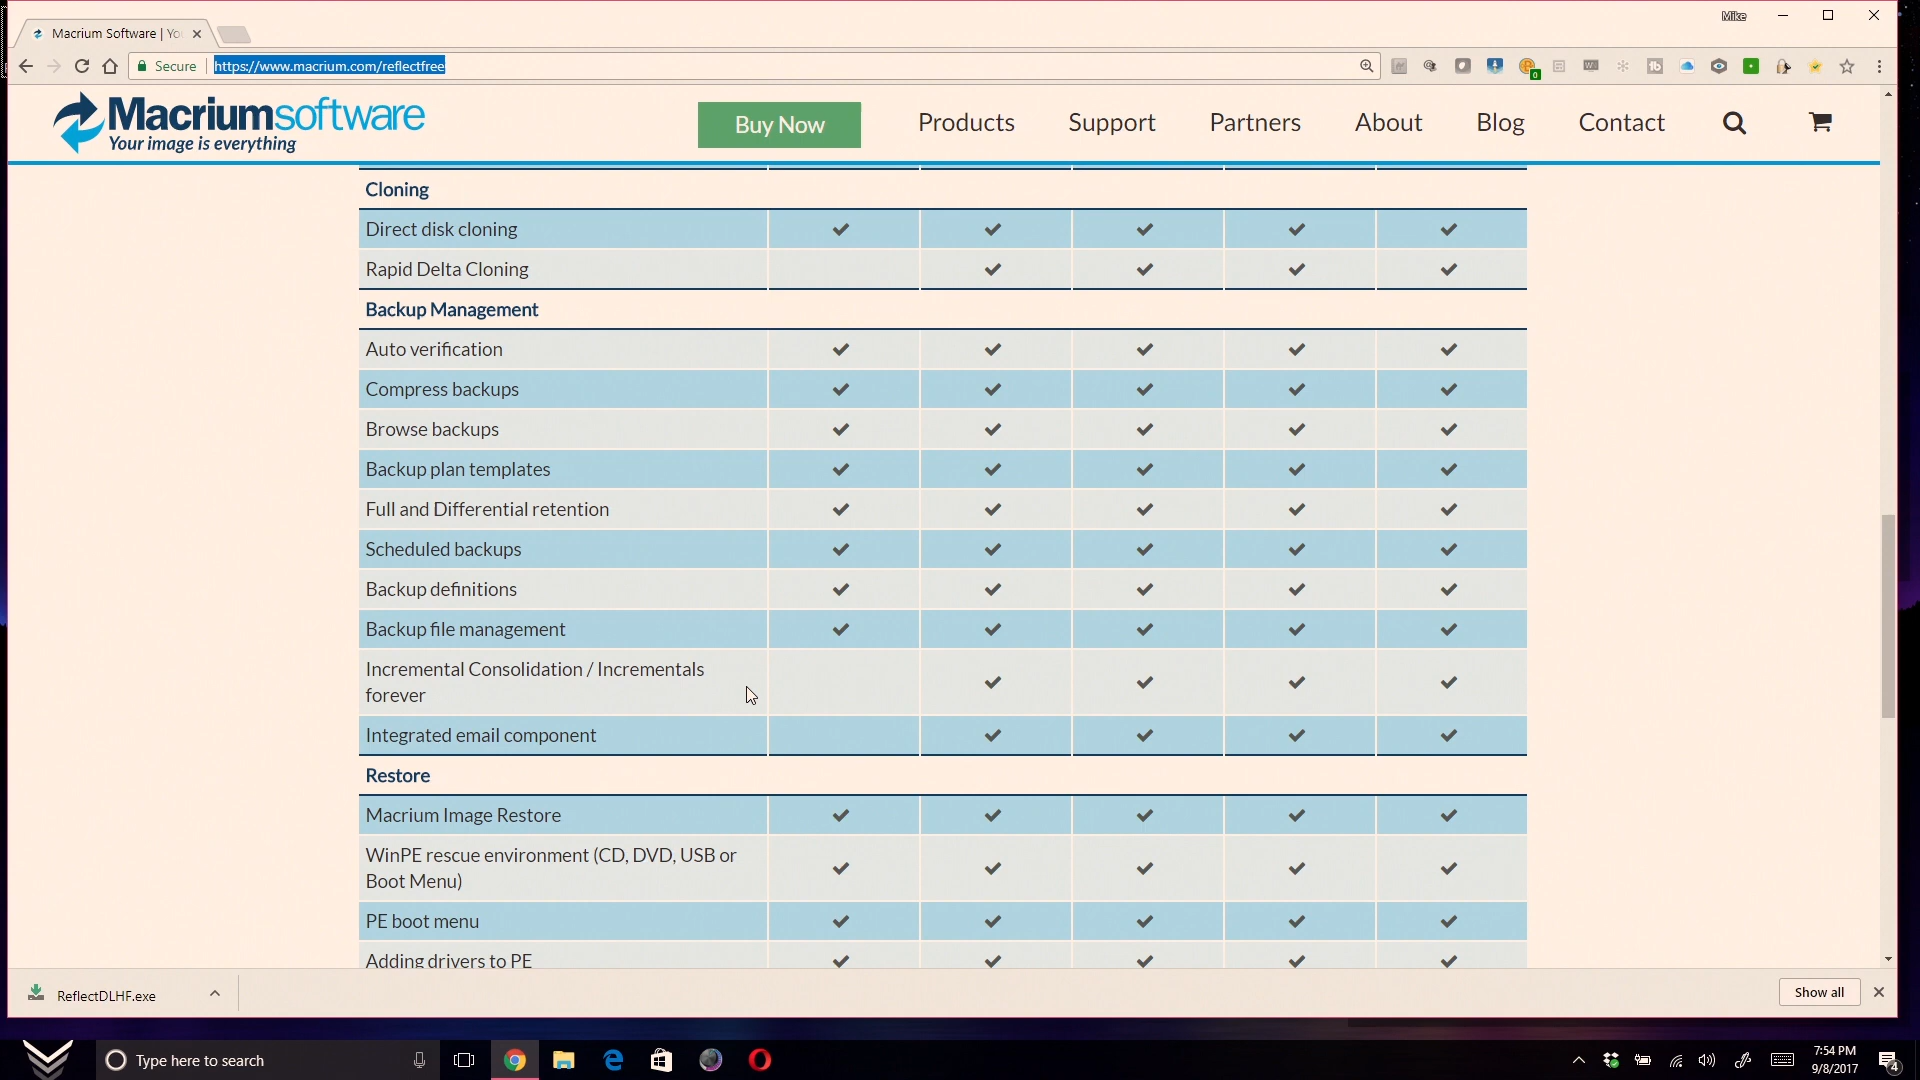 Mike
Macrium Software | Yo
Secure
https://www.macrium.com/reflectfree
0
Macriumsoftware
Your image is everything
Buy Now
Products
Support
Partners
About
Blog
Contact
Cloning
Direct disk cloning
Rapid Delta Cloning
Backup Management
Auto verification
Compress backups
Browse backups
Backup plan templates
Full and Differential retention
Scheduled backups
Backup definitions
Backup file management
Incremental Consolidation / Incrementals
forever
Integrated email component
Restore
Macrium Image Restore
WinPE rescue environment (CD, DVD, USB or
Boot Menu)
PE boot menu
Adding drivers to PE
ReflectDLHF.exe
Show all
Type here to search
7:54 PM
9/8/2017
4